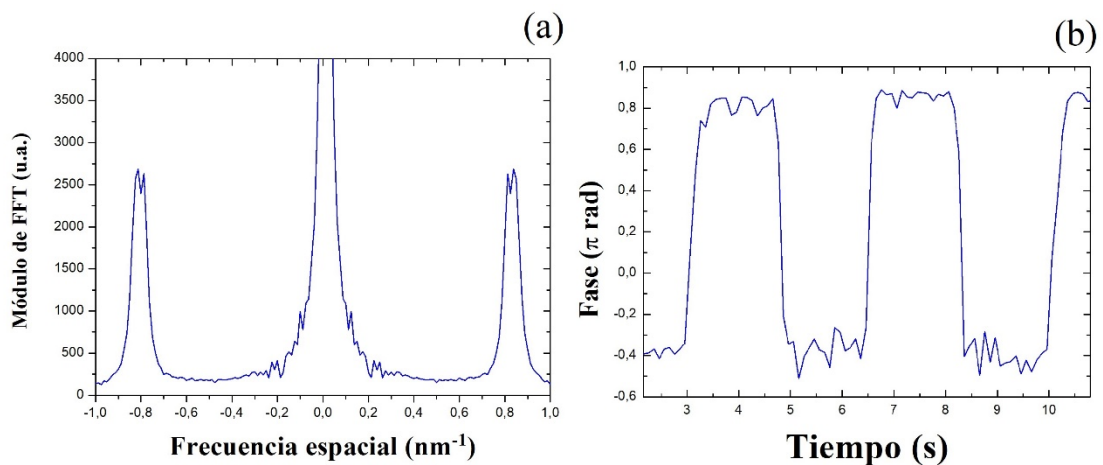 (a)
4000
3500
3000
2500
2000
1500
1000
500
0
Módulo de FFT (u.a.)
-1,0 -0,8 -0,6 -0,4 -0,2 0,0 0,2 0,4 0,6 0,8 1,0
Frecuencia espacial (nm-1)
(b)
1,0
0,8
0,6
0,4
0,2
0,0
-0,2
-0,4
-0,6
Fase (π rad)
3 4 5 6 7 8 9 10
Tiempo (s)